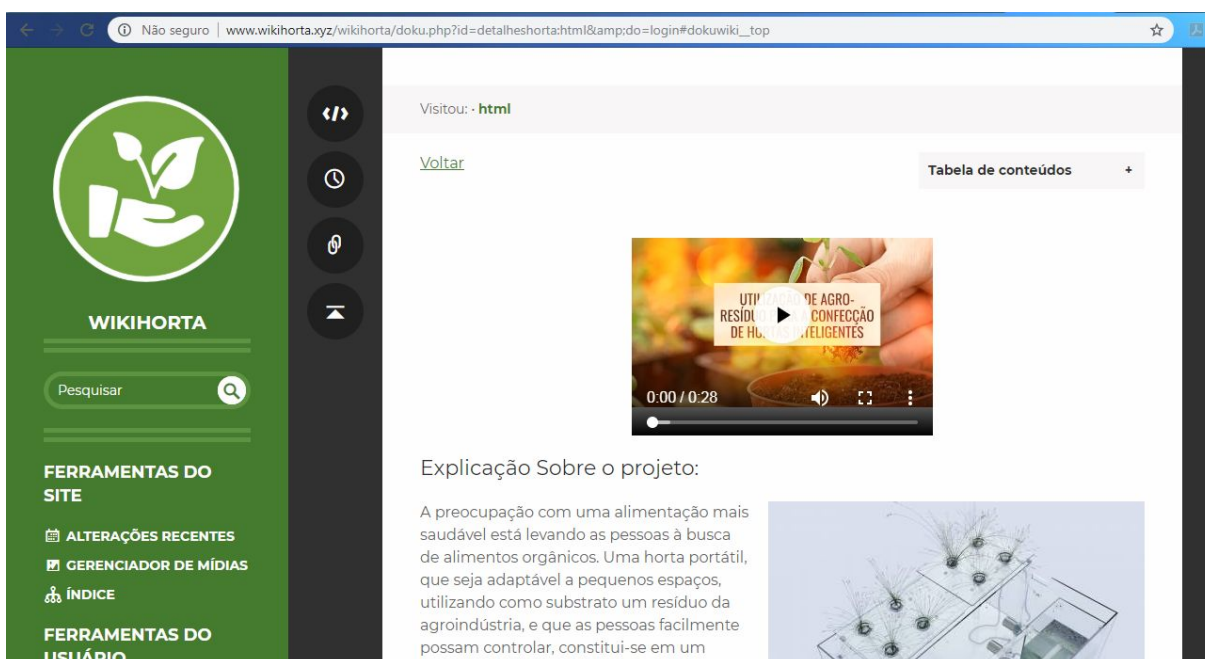 Não seguro | www.wikihorta.xyz/wikihorta/doku.php?id=detalheshorta:html&amp;do=login#dokuwiki__top
WIKIHORTA
Pesquisar
FERRAMENTAS DO
SITE
ALTERAÇÕES RECENTES
GERENCIADOR DE MÍDIAS
ÍNDICE
FERRAMENTAS DO
USUÁRIO
Visitou: • html
Voltar
Tabela de conteúdos +
DE AGRO-
CONFECÇÃO
DE
0:00 / 0:28
Explicação Sobre o projeto:
A preocupação com uma alimentação mais
saudável está levando as pessoas à busca
de alimentos orgânicos. Uma horta portátil,
que seja adaptável a pequenos espaços,
utilizando como substrato um resíduo da
agroindústria, e que as pessoas facilmente
possam controlar, constitui-se em um